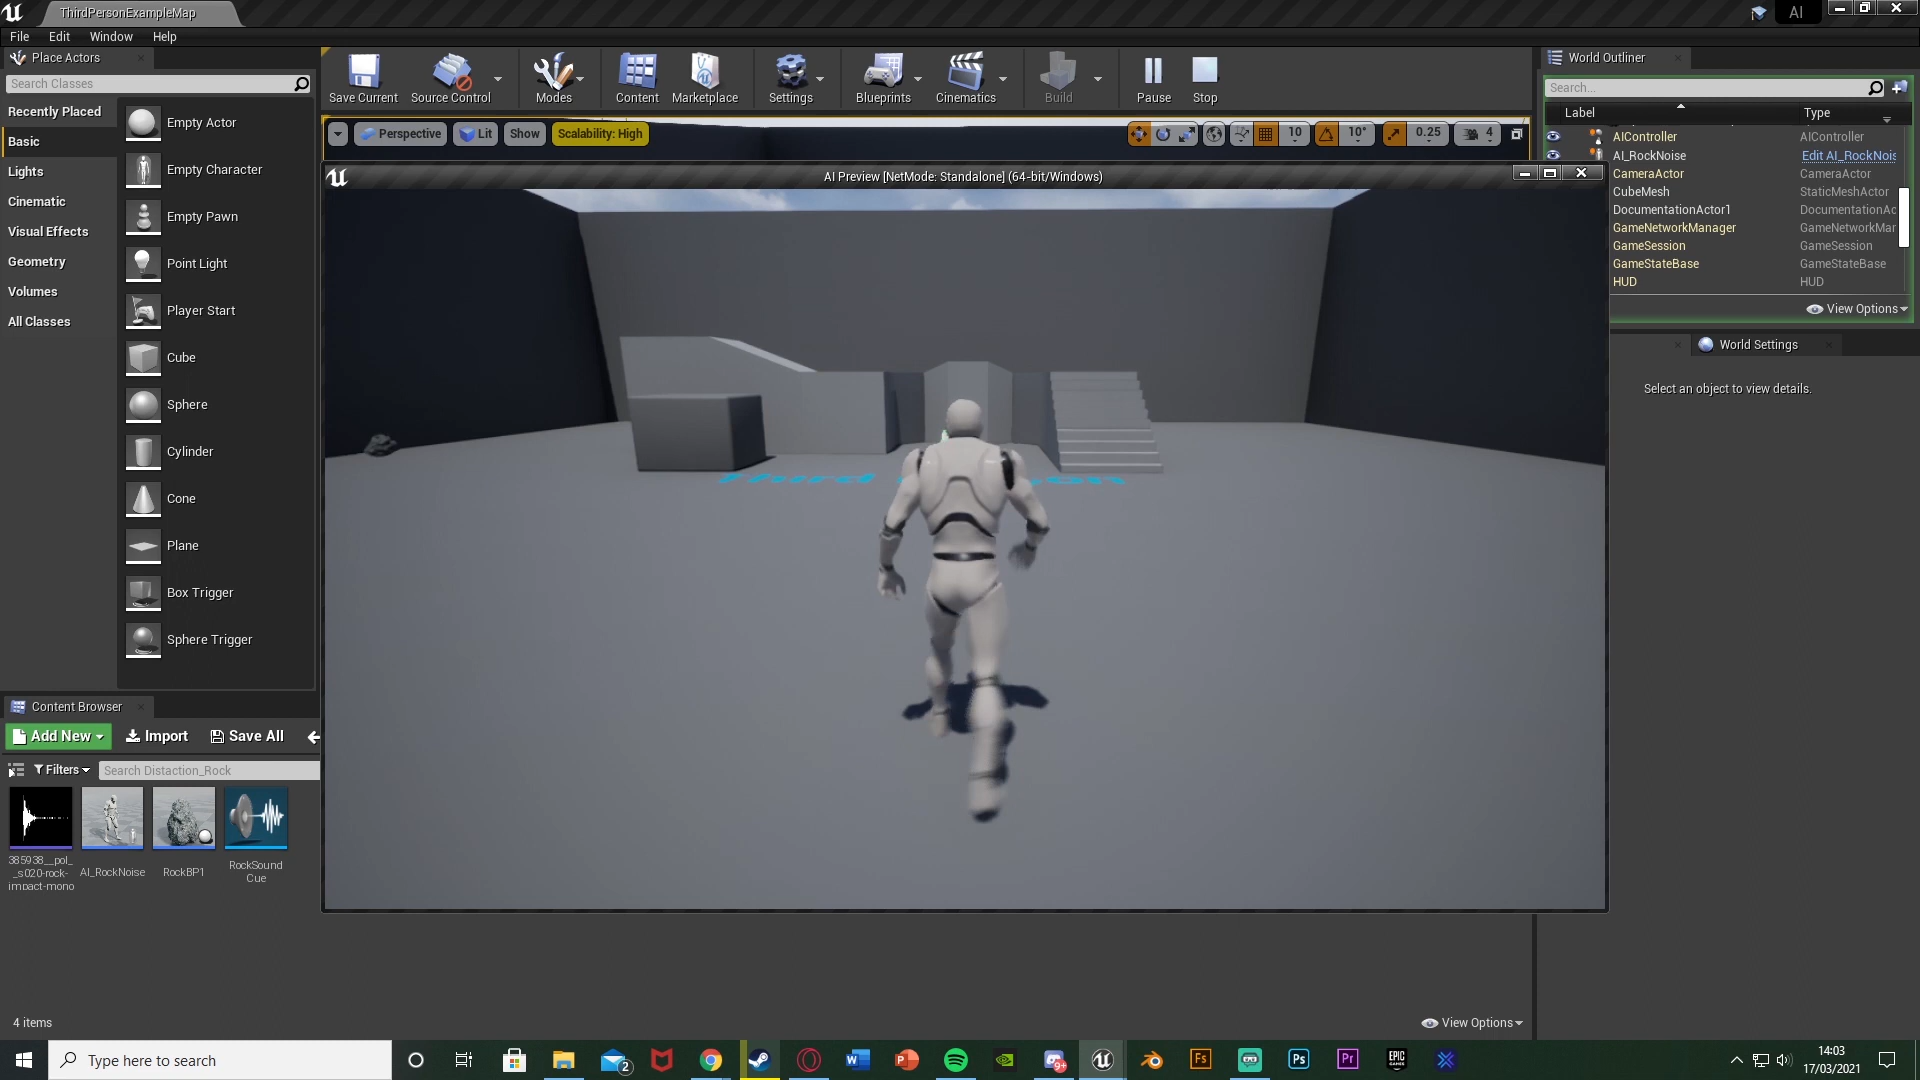 ThirdPersonExampleMap
AI
File Edit Window Help
Place Actors
Search Classes
Recently Placed
Basic
Lights
Cinematic
Visual Effects
Geometry
Volumes
All Classes
Empty Actor
Empty Character
Empty Pawn
Point Light
Player Start
Cube
Sphere
Cylinder
Cone
Plane
Box Trigger
Sphere Trigger
Save Current
Source Control
Modes
Content
Marketplace
Settings
Blueprints
Cinematics
Build
Pause
Stop
Perspective
Lit
Show
Scalability: High
10
10°
0.25
4
AI Preview [NetMode: Standalone] (64-bit/Windows)
World Outliner
Search...
Label Type
AIController AIController
AI_RockNoise Edit AI_RockNois
CameraActor CameraActor
CubeMesh StaticMeshActor
DocumentationActor1 DocumentationAc
GameNetworkManager GameNetworkMar
GameSession GameSession
GameStateBase GameStateBase
HUD HUD
View Options
World Settings
Select an object to view details.
Content Browser
Add New
Import
Save All
Filters
Search Distaction_Rock
385938__pol_
_s020-rock-
impact-mono
AI_RockNoise
RockBP1
RockSound
Cue
4 items
View Options
Type here to search
2
9+
Fs
Ps
Pr
EPIC
GAMES
14:03
17/03/2021